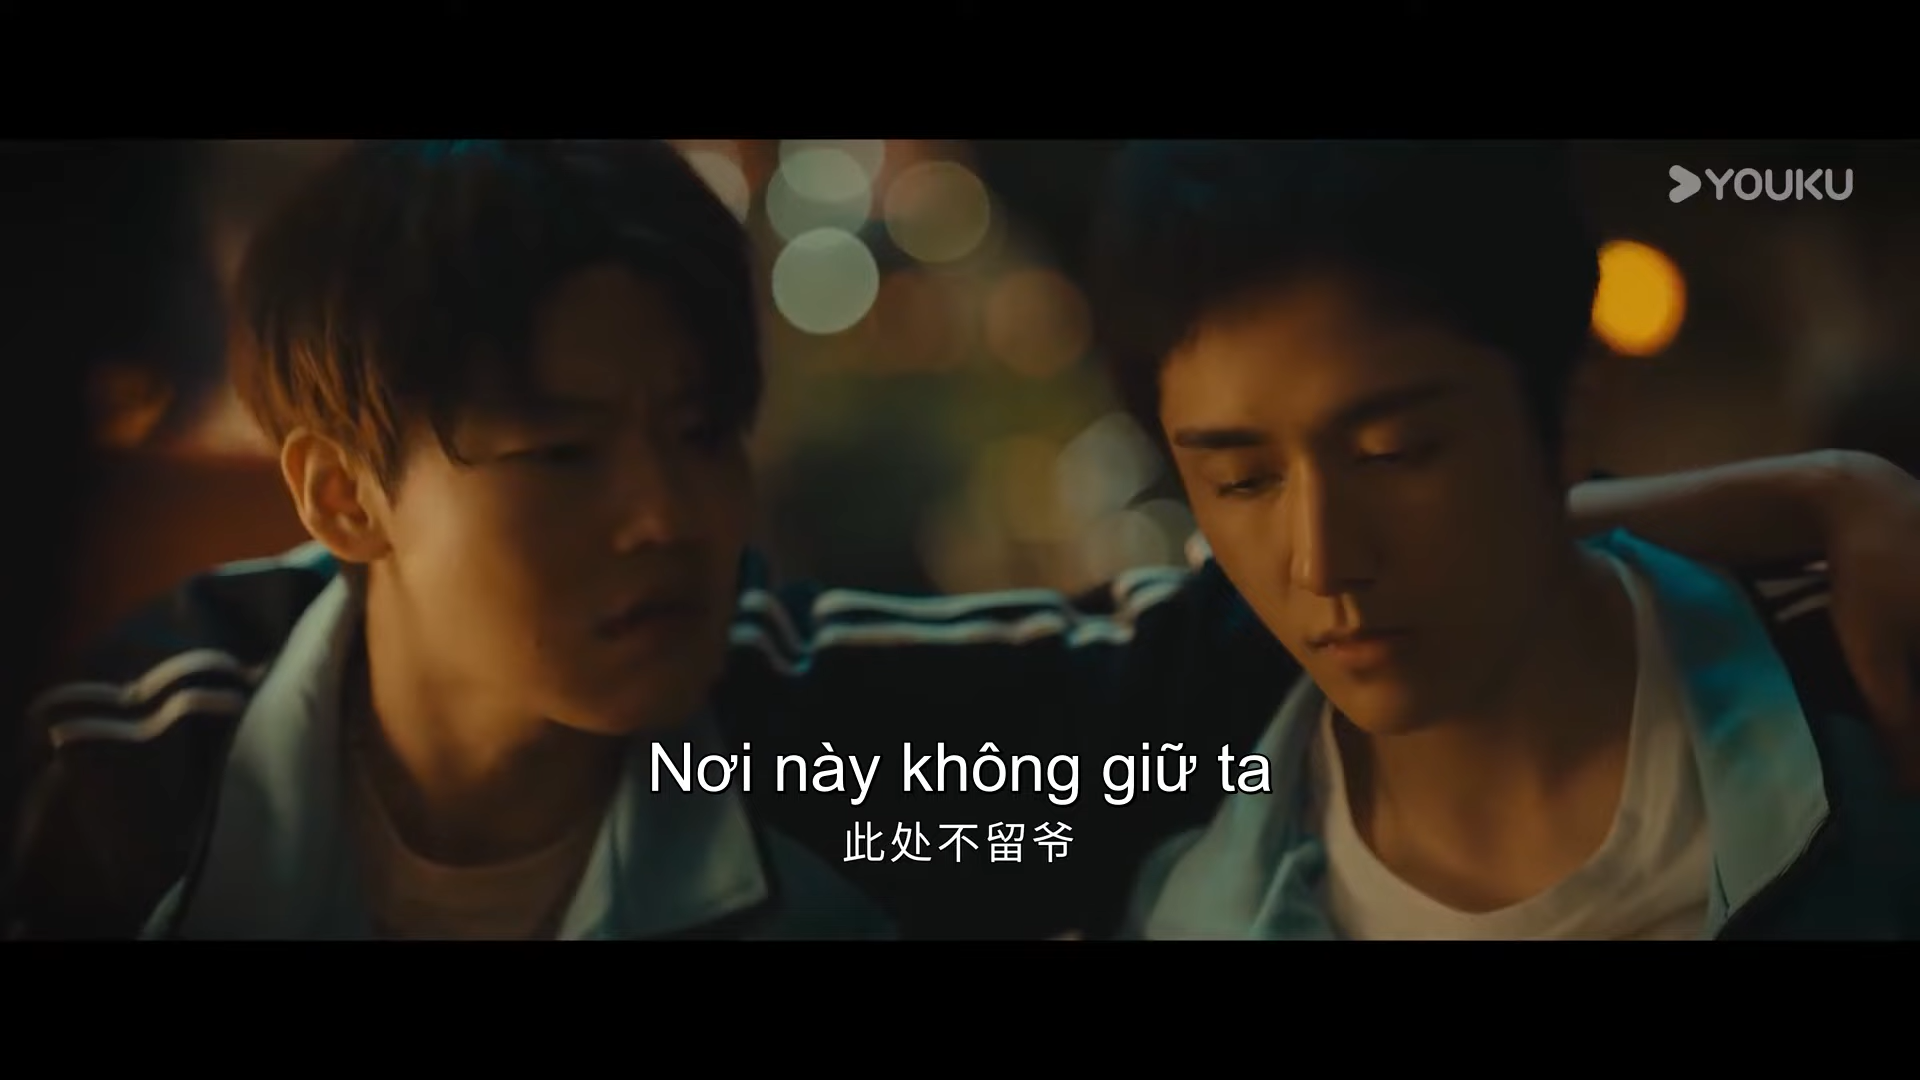 YOUKU
Nơi này không giữ ta
此处不留爷